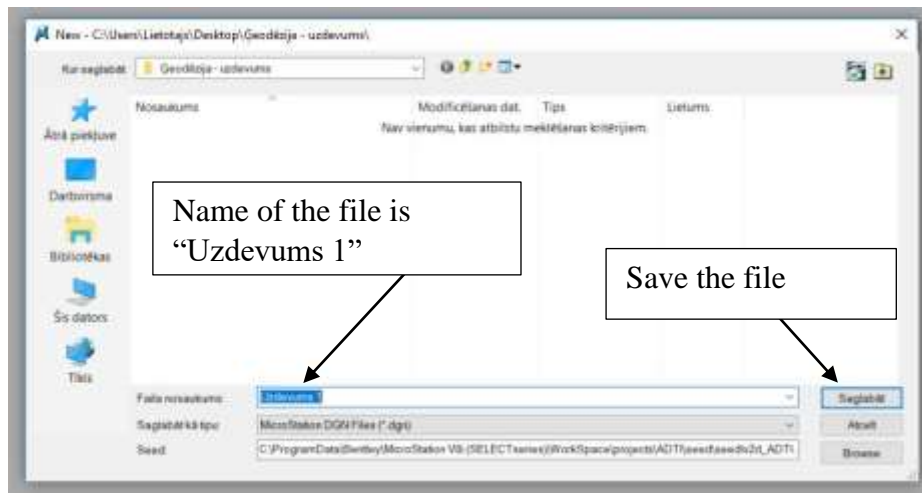 New - C:\Users\Lietotajs\Desktop\Ģeodēzija - uzdevums\
Kur saglabāt: Ģeodēzija - uzdevums
Nosaukums Modificēšanas dat. Tips Lielums
Nav vienumu, kas atbilstu meklēšanas kritērijiem.
Ātrā piekļuve
Darbvirsma
Bibliotēkas
Šis dators
Tīkls
Name of the file is
“Uzdevums 1”
Save the file
Faila nosaukums: Uzdevums 1 Saglabāt
Saglabāt kā tipu: MicroStation DGN Files (*.dgn) Atcelt
Seed: Browse